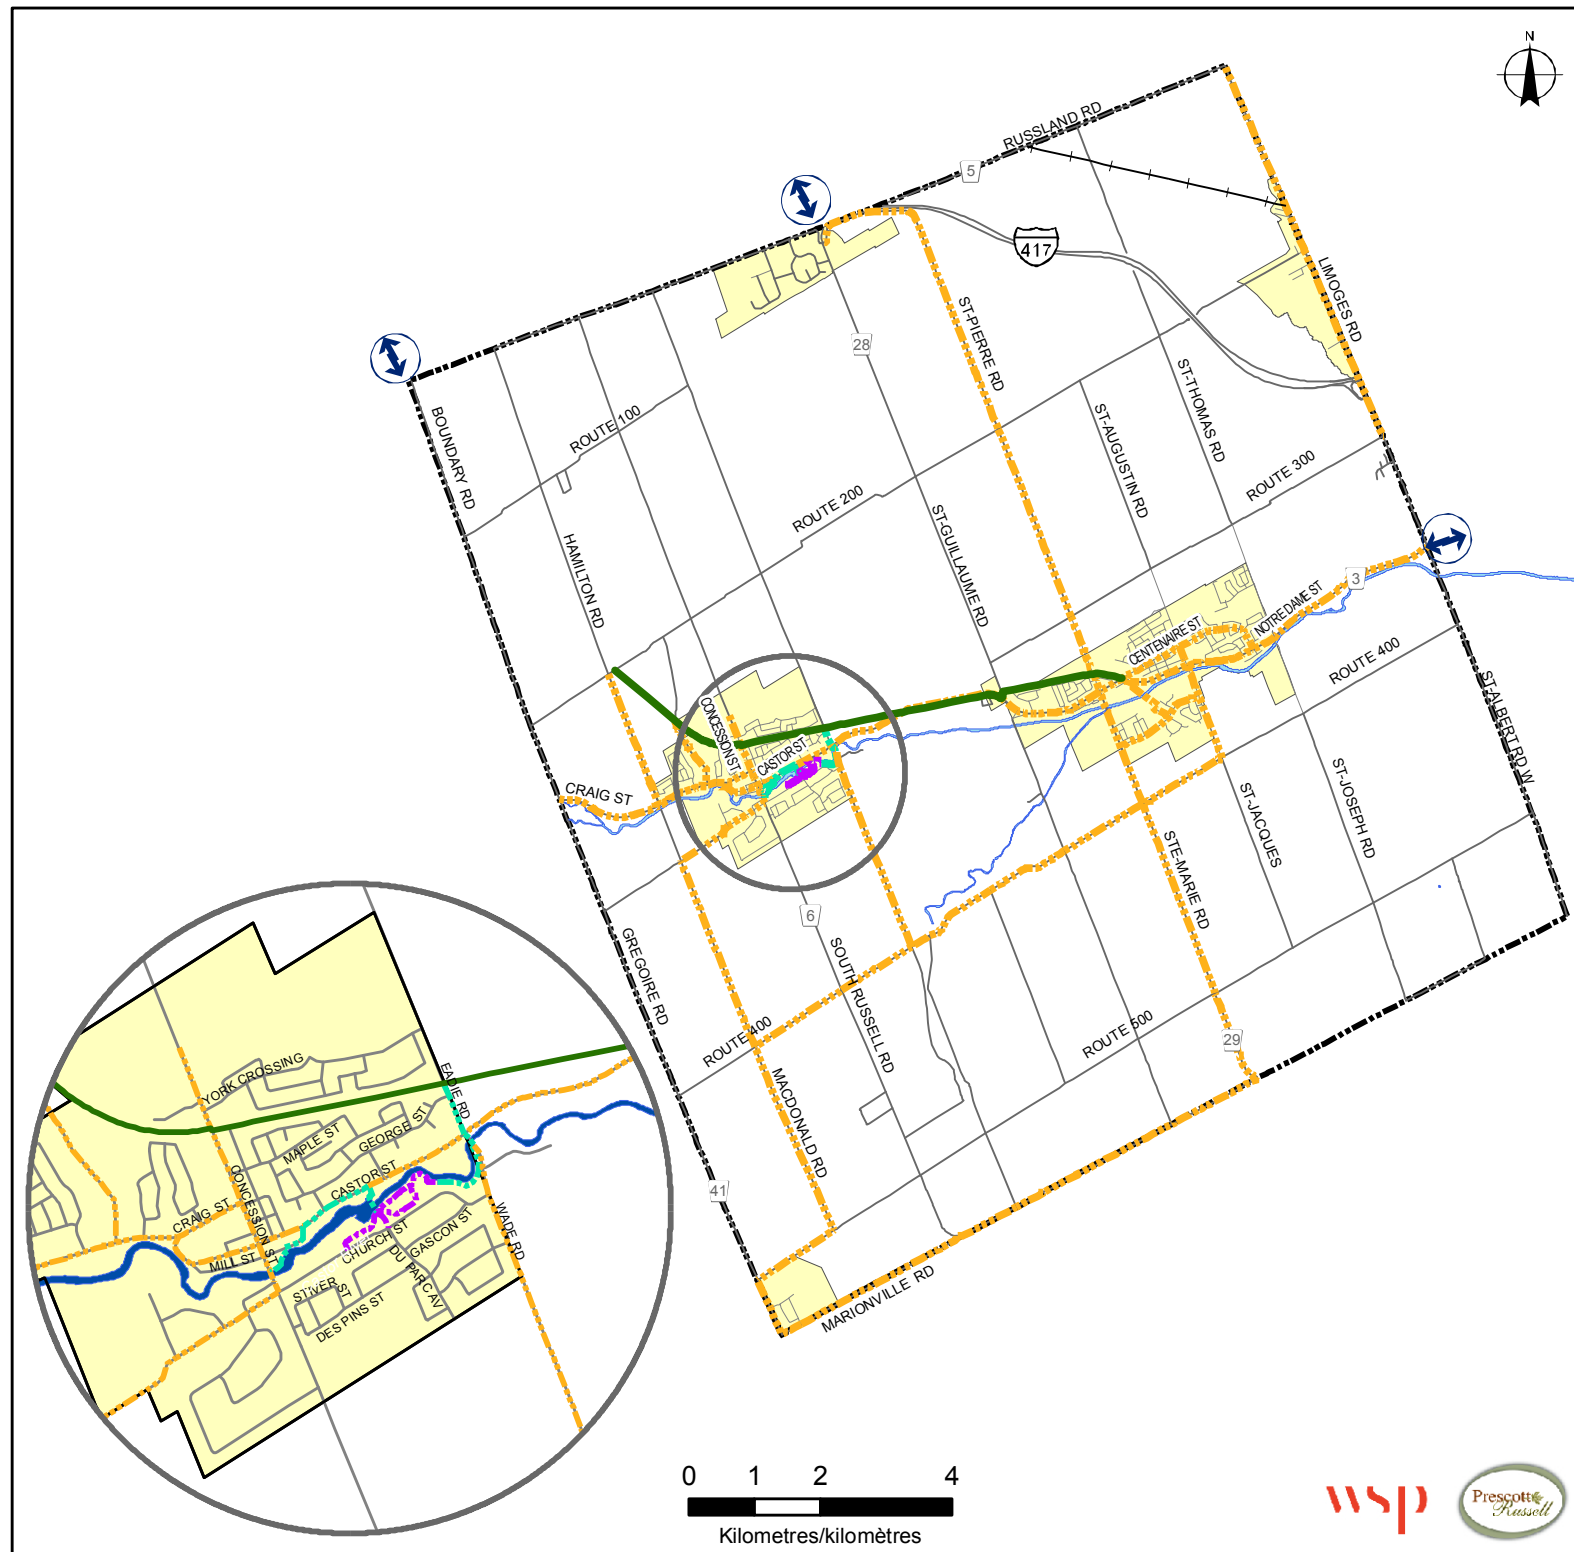 N
RUSSLAND RD
5
417
LIMOGES RD
ST-PIERRE RD
28
ST-THOMAS RD
BOUNDARY RD
ROUTE 100
ST-AUGUSTIN RD
ROUTE 200
ROUTE 300
HAMILTON RD
ST-GUILLAUME RD
3
NOTRE DAME ST
CENTENAIRE ST
ROUTE 400
CONCESSION ST
CASTOR ST
ST-ALBERT RD W
CRAIG ST
ST-JACQUES
ST-JOSEPH RD
STE-MARIE RD
6
GREGOIRE RD
SOUTH RUSSELL RD
ROUTE 400
ROUTE 500
29
MACDONALD RD
41
MARIONVILLE RD
YORK CROSSING
EADIE RD
MAPLE ST
GEORGE ST
CASTOR ST
CONCESSION ST
CRAIG ST
MILL ST
CHURCH ST
GASCON ST
WADE RD
STIVER
ST
DU PARC AV
DES PINS ST
0 1 2 4
Kilometres/kilomètres
wsp
Prescott
Russell